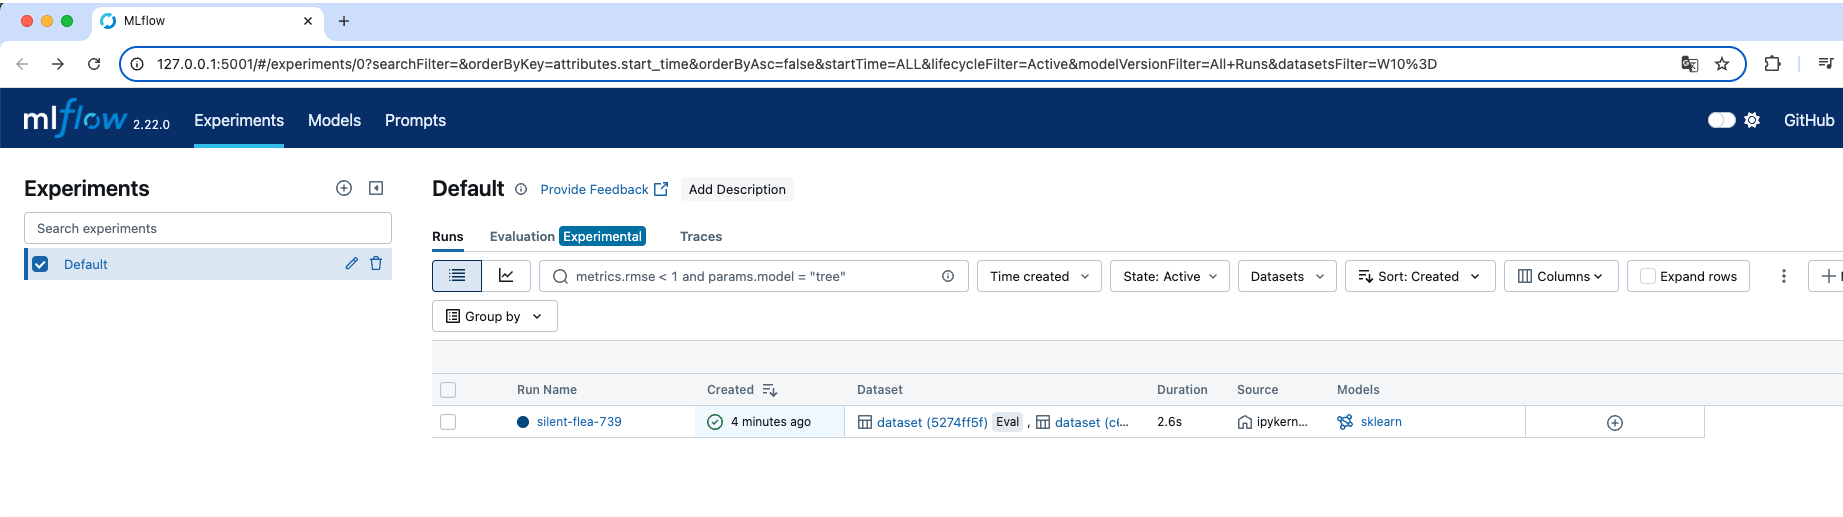 MLflow
127.0.0.1:5001/#/experiments/0?searchFilter=&orderByKey=attributes.start_time&orderByAsc=false&startTime=ALL&lifecycleFilter=Active&modelVersionFilter=All+Runs&datasetsFilter=W10%3D
mlflow 2.22.0 Experiments Models Prompts GitHub
Experiments
Default Provide Feedback Add Description
Search experiments
Runs Evaluation Experimental Traces
Default
metrics.rmse < 1 and params.model = "tree" Time created State: Active Datasets Sort: Created Columns Expand rows
Group by
Run Name Created Dataset Duration Source Models
silent-flea-739 4 minutes ago dataset (5274ff5f) Eval , dataset (c... 2.6s ipykern... sklearn